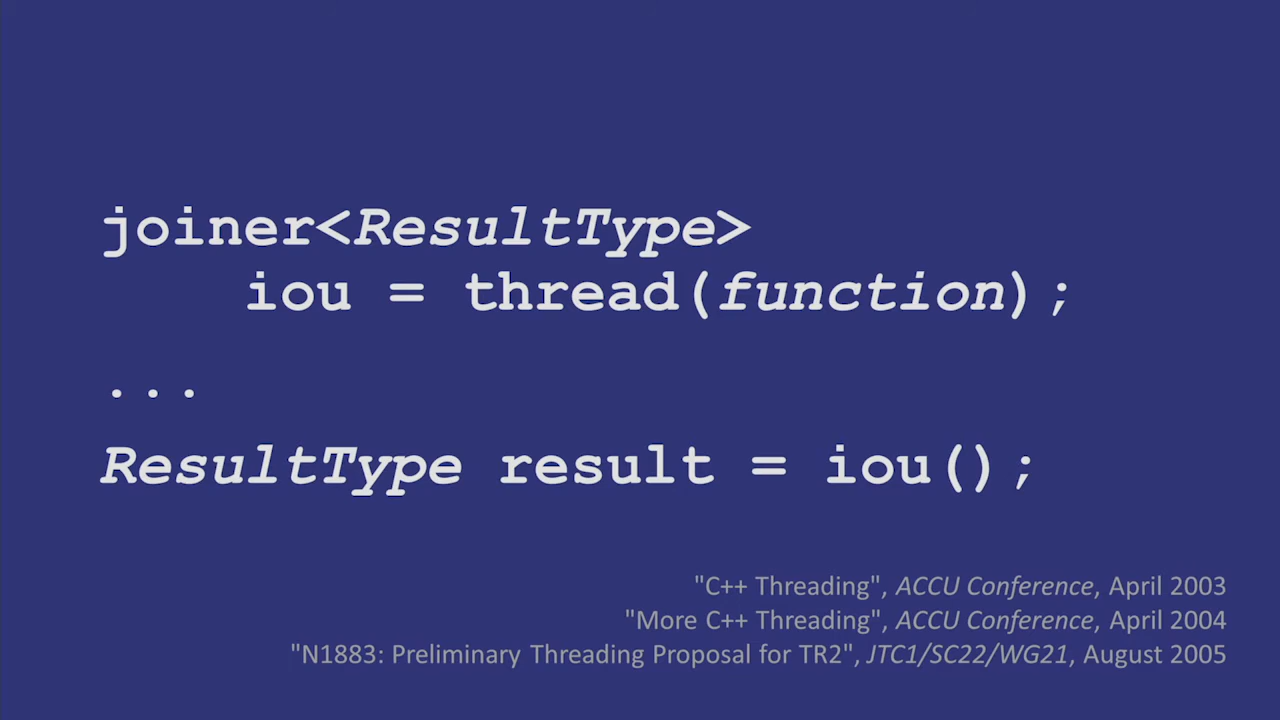 joiner<ResultType>
iou = thread(function);
...
ResultType result = iou();
"C++ Threading", ACCU Conference, April 2003
"More C++ Threading", ACCU Conference, April 2004
"N1883: Preliminary Threading Proposal for TR2", JTC1/SC22/WG21, August 2005